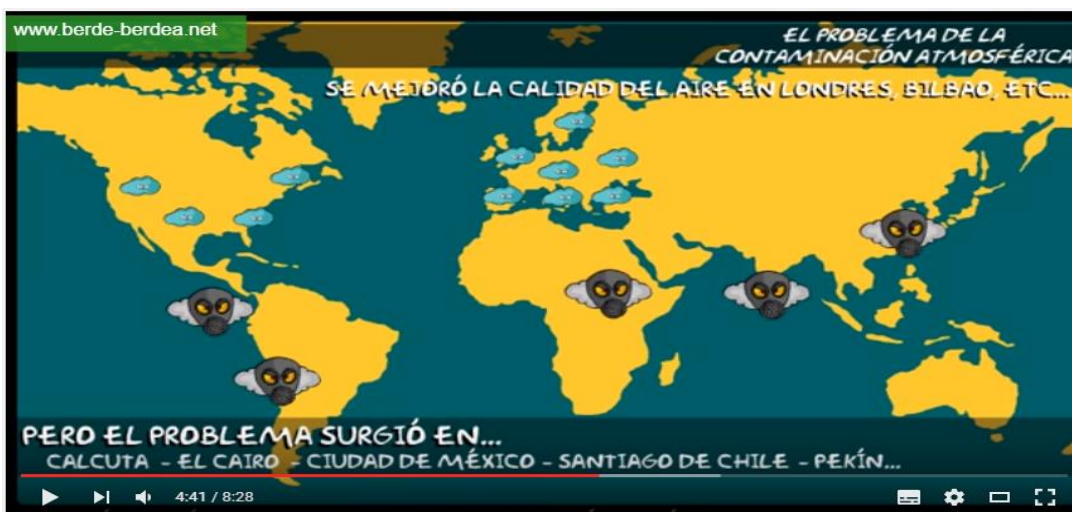 www.berde-berdea.net
EL PROBLEMA DE LA
CONTAMINACIÓN ATMOSFÉRICA
SE MEJORÓ LA CALIDAD DEL AIRE EN LONDRES, BILBAO, ETC...
PERO EL PROBLEMA SURGIÓ EN...
CALCUTA - EL CAIRO - CIUDAD DE MÉXICO - SANTIAGO DE CHILE - PEKÍN...
4:41 / 8:28